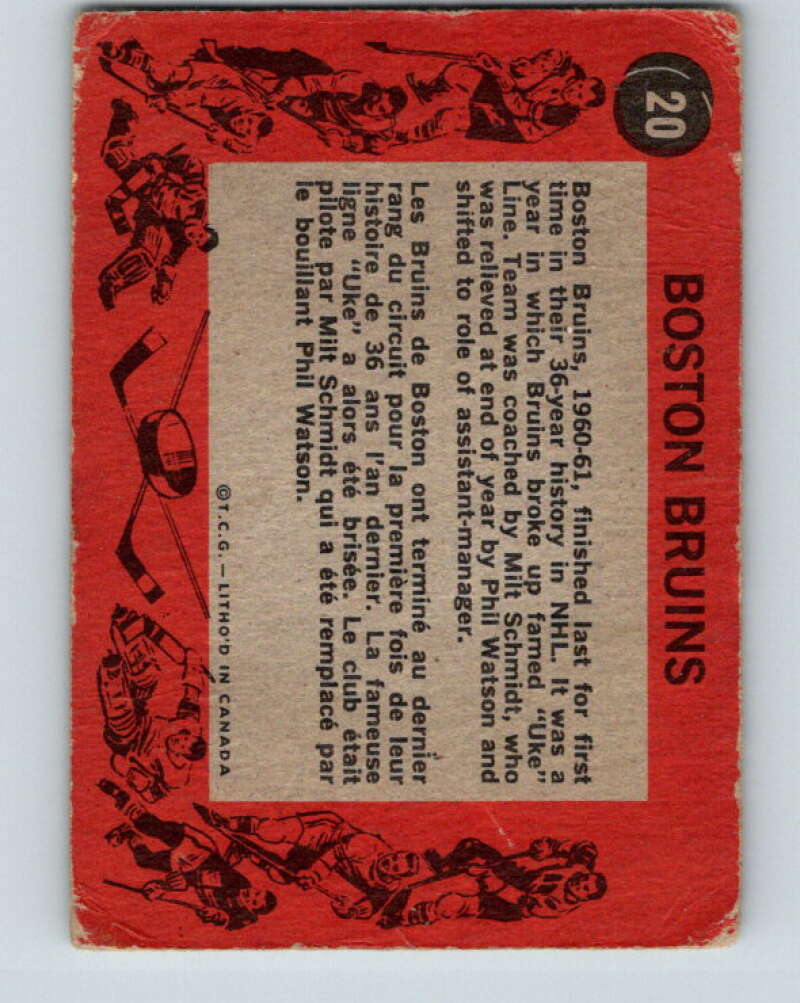 20
BOSTON BRUINS
Boston Bruins, 1960-61, finished last for first
time in their 36-year history in NHL. It was a
year in which Bruins broke up famed "Uke"
Line. Team was coached by Milt Schmidt, who
was relieved at end of year by Phil Watson and
shifted to role of assistant-manager.
Les Bruins de Boston ont terminé au dernier
rang du circuit pour la première fois de leur
histoire de 36 ans l'an dernier. La fameuse
ligne "Uke" a alors été brisée. Le club était
pilote par Milt Schmidt qui a été remplacé par
le bouillant Phil Watson.
©T.C.G. — LITHO'D IN CANADA